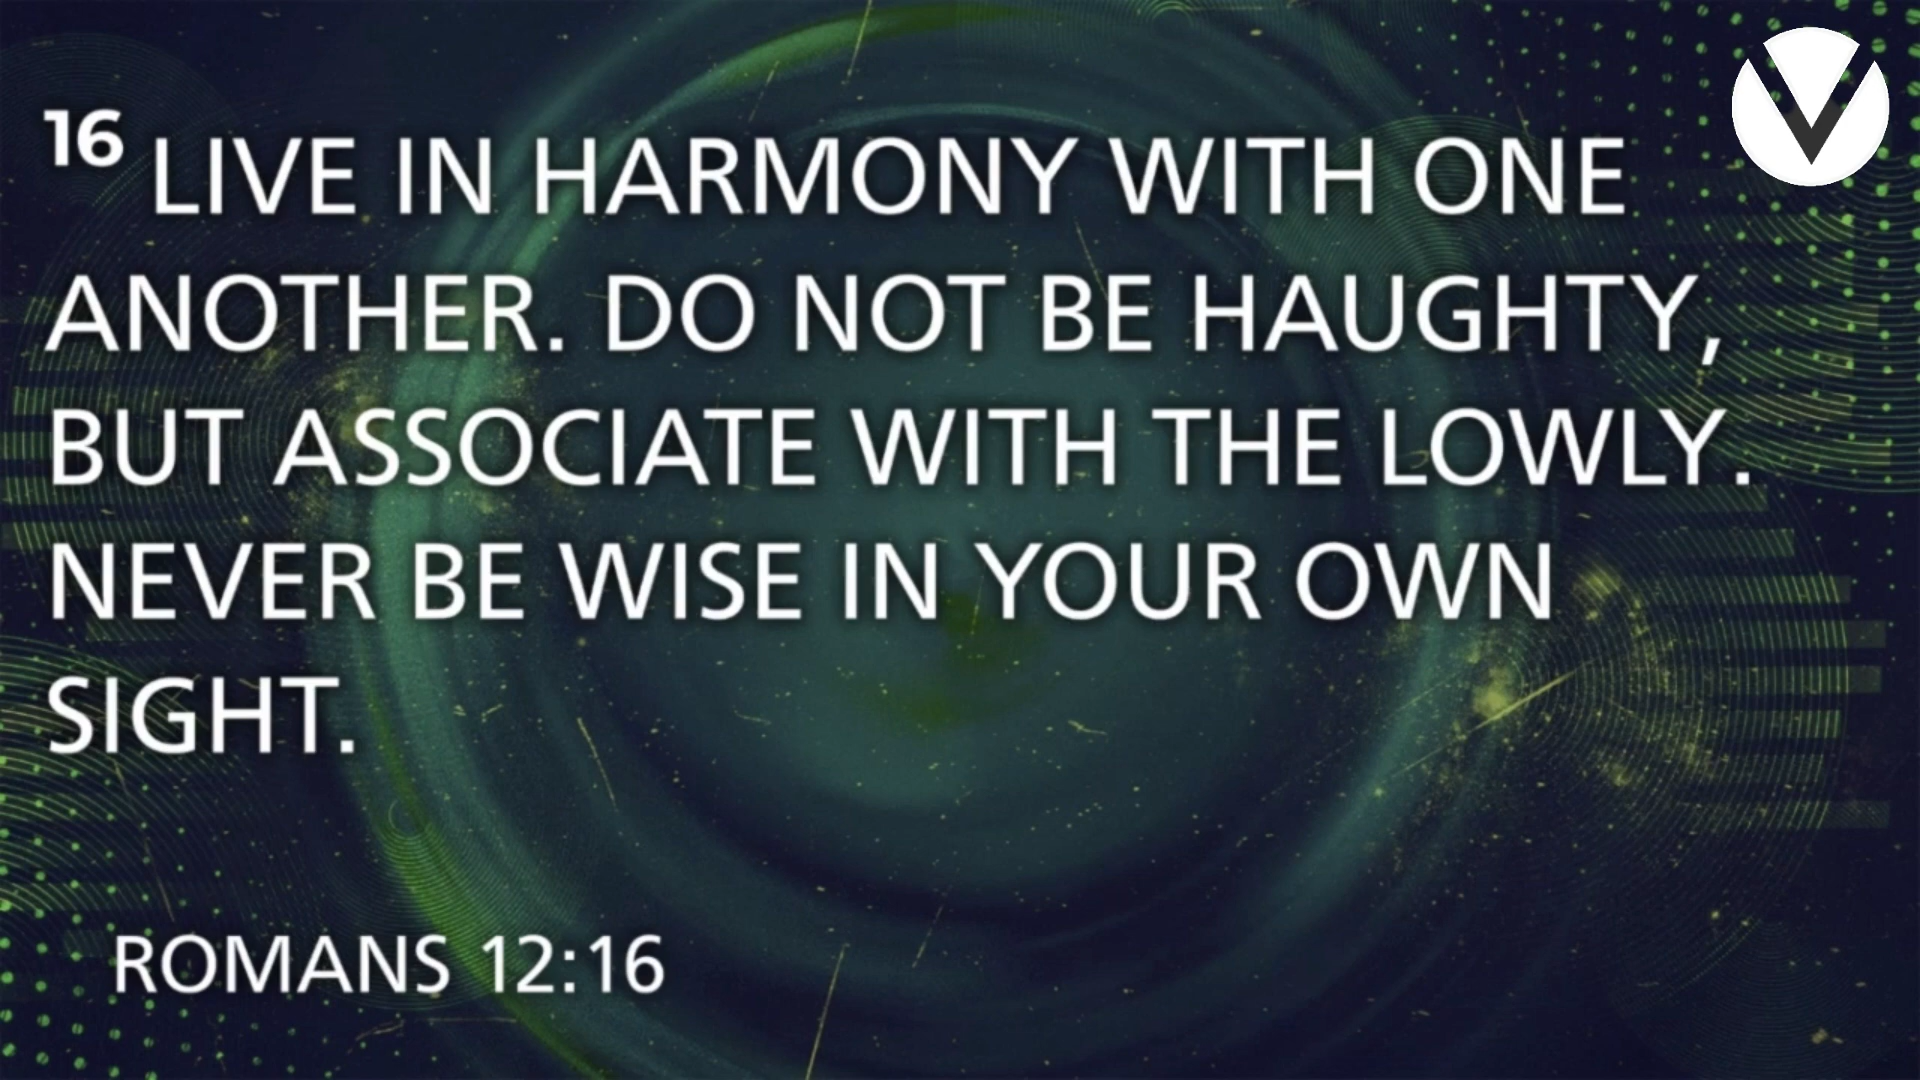 16 LIVE IN HARMONY WITH ONE
ANOTHER. DO NOT BE HAUGHTY,
BUT ASSOCIATE WITH THE LOWLY.
NEVER BE WISE IN YOUR OWN
SIGHT.
ROMANS 12:16